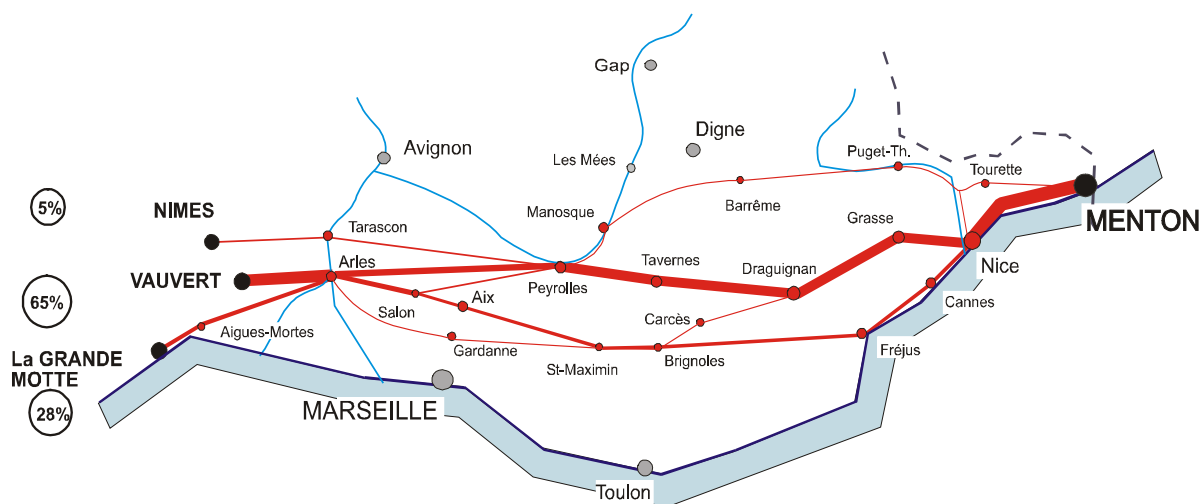 Gap
Digne
Avignon
Puget-Th.
Les Mées
Tourette
5%
NIMES
Manosque
Barrême
Grasse
MENTON
Tarascon
VAUVERT
Arles
Tavernes
Draguignan
Nice
Peyrolles
65%
Salon
Aix
Cannes
Carcès
Aigues-Mortes
Gardanne
Fréjus
La GRANDE
MOTTE
St-Maximin
Brignoles
28%
MARSEILLE
Toulon